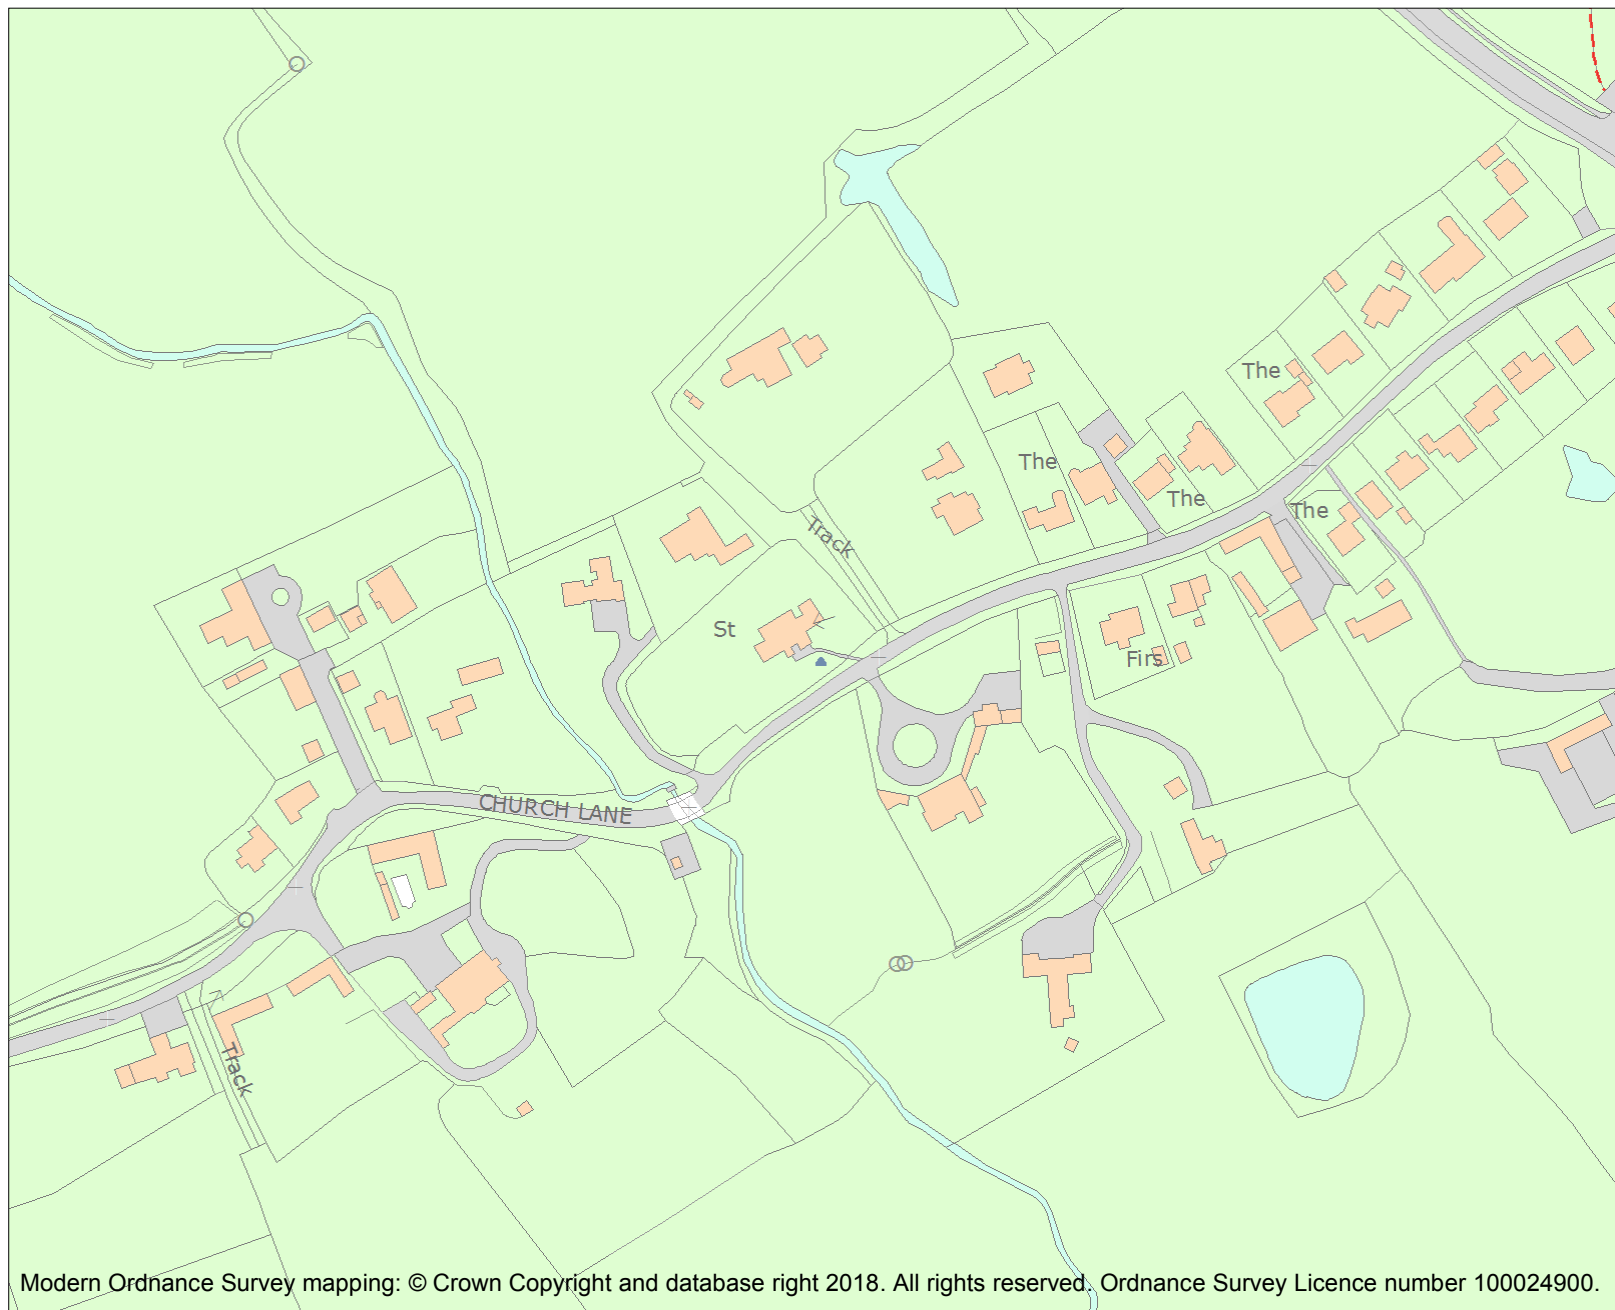 The
The
The
The
Track
St
Firs
CHURCH LANE
Track
Modern Ordnance Survey mapping: © Crown Copyright and database right 2018. All rights reserved. Ordnance Survey Licence number 100024900.